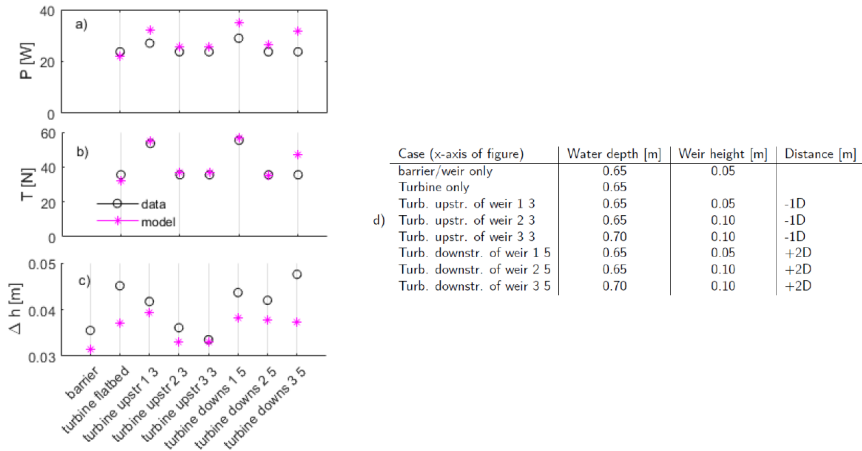 a)
40
20
0
P [W]
b)
60
40
20
0
T [N]
data
model
c)
0.05
0.04
0.03
Δ h [m]
barrier
turbine flatbed
turbine upstr 1 3
turbine upstr 2 3
turbine upstr 3 3
turbine downs 1 5
turbine downs 2 5
turbine downs 3 5
d)
Case (x-axis of figure) Water depth [m] Weir height [m] Distance [m]
barrier/weir only 0.65 0.05
Turbine only 0.65
Turb. upstr. of weir 1 3 0.65 0.05 -1D
Turb. upstr. of weir 2 3 0.65 0.10 -1D
Turb. upstr. of weir 3 3 0.70 0.10 -1D
Turb. downstr. of weir 1 5 0.65 0.05 +2D
Turb. downstr. of weir 2 5 0.65 0.10 +2D
Turb. downstr. of weir 3 5 0.70 0.10 +2D